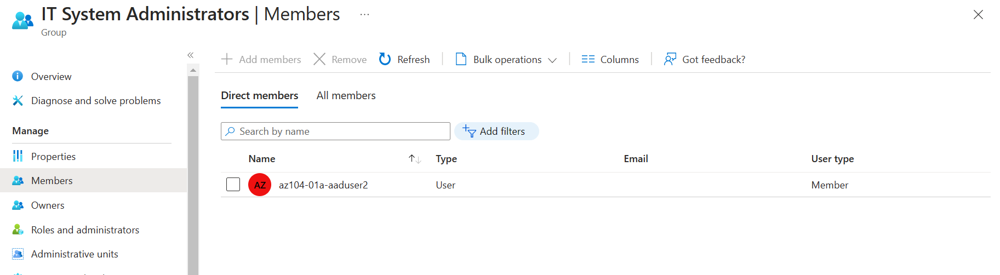 IT System Administrators | Members ...
Group
Add members Remove Refresh Bulk operations Columns Got feedback?
Overview
Diagnose and solve problems
Direct members All members
Manage
Search by name Add filters
Properties
Name Type Email User type
Members
AZ az104-01a-aaduser2 User Member
Owners
Roles and administrators
Administrative units